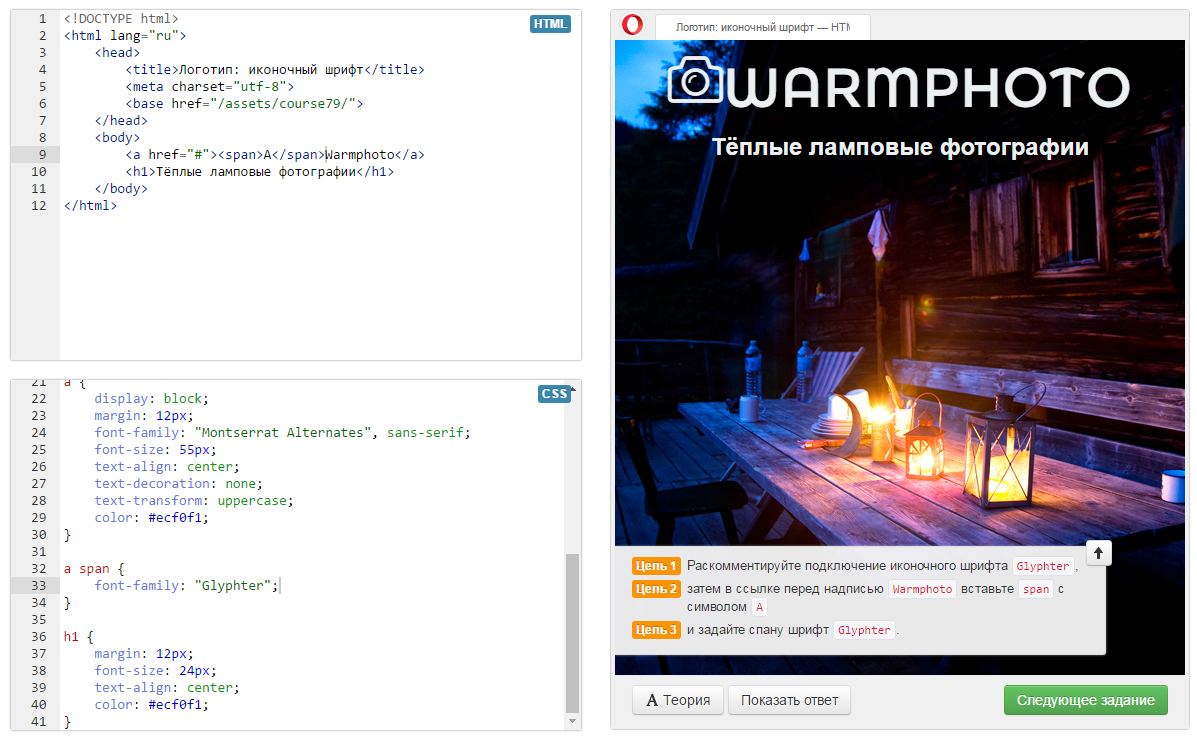 1 <!DOCTYPE html>
HTML
2 <html lang="ru">
3 <head>
4 <title>Логотип: иконочный шрифт</title>
5 <meta charset="utf-8">
6 <base href="/assets/course79/">
7 </head>
8 <body>
9 <a href="#"><span>A</span>Warmphoto</a>
10 <h1>Тёплые ламповые фотографии</h1>
11 </body>
12 </html>
21 a {
CSS
22 display: block;
23 margin: 12px;
24 font-family: "Montserrat Alternates", sans-serif;
25 font-size: 55px;
26 text-align: center;
27 text-decoration: none;
28 text-transform: uppercase;
29 color: #ecf0f1;
30 }
31
32 a span {
33 font-family: "Glyphter";
34 }
35
36 h1 {
37 margin: 12px;
38 font-size: 24px;
39 text-align: center;
40 color: #ecf0f1;
41 }
Логотип: иконочный шрифт — HTM
WARMPHOTO
Тёплые ламповые фотографии
Цель 1 Раскомментируйте подключение иконочного шрифта Glyphter,
Цель 2 затем в ссылке перед надписью Warmphoto вставьте span с
символом A
Цель 3 и задайте спану шрифт Glyphter.
A Теория
Показать ответ
Следующее задание